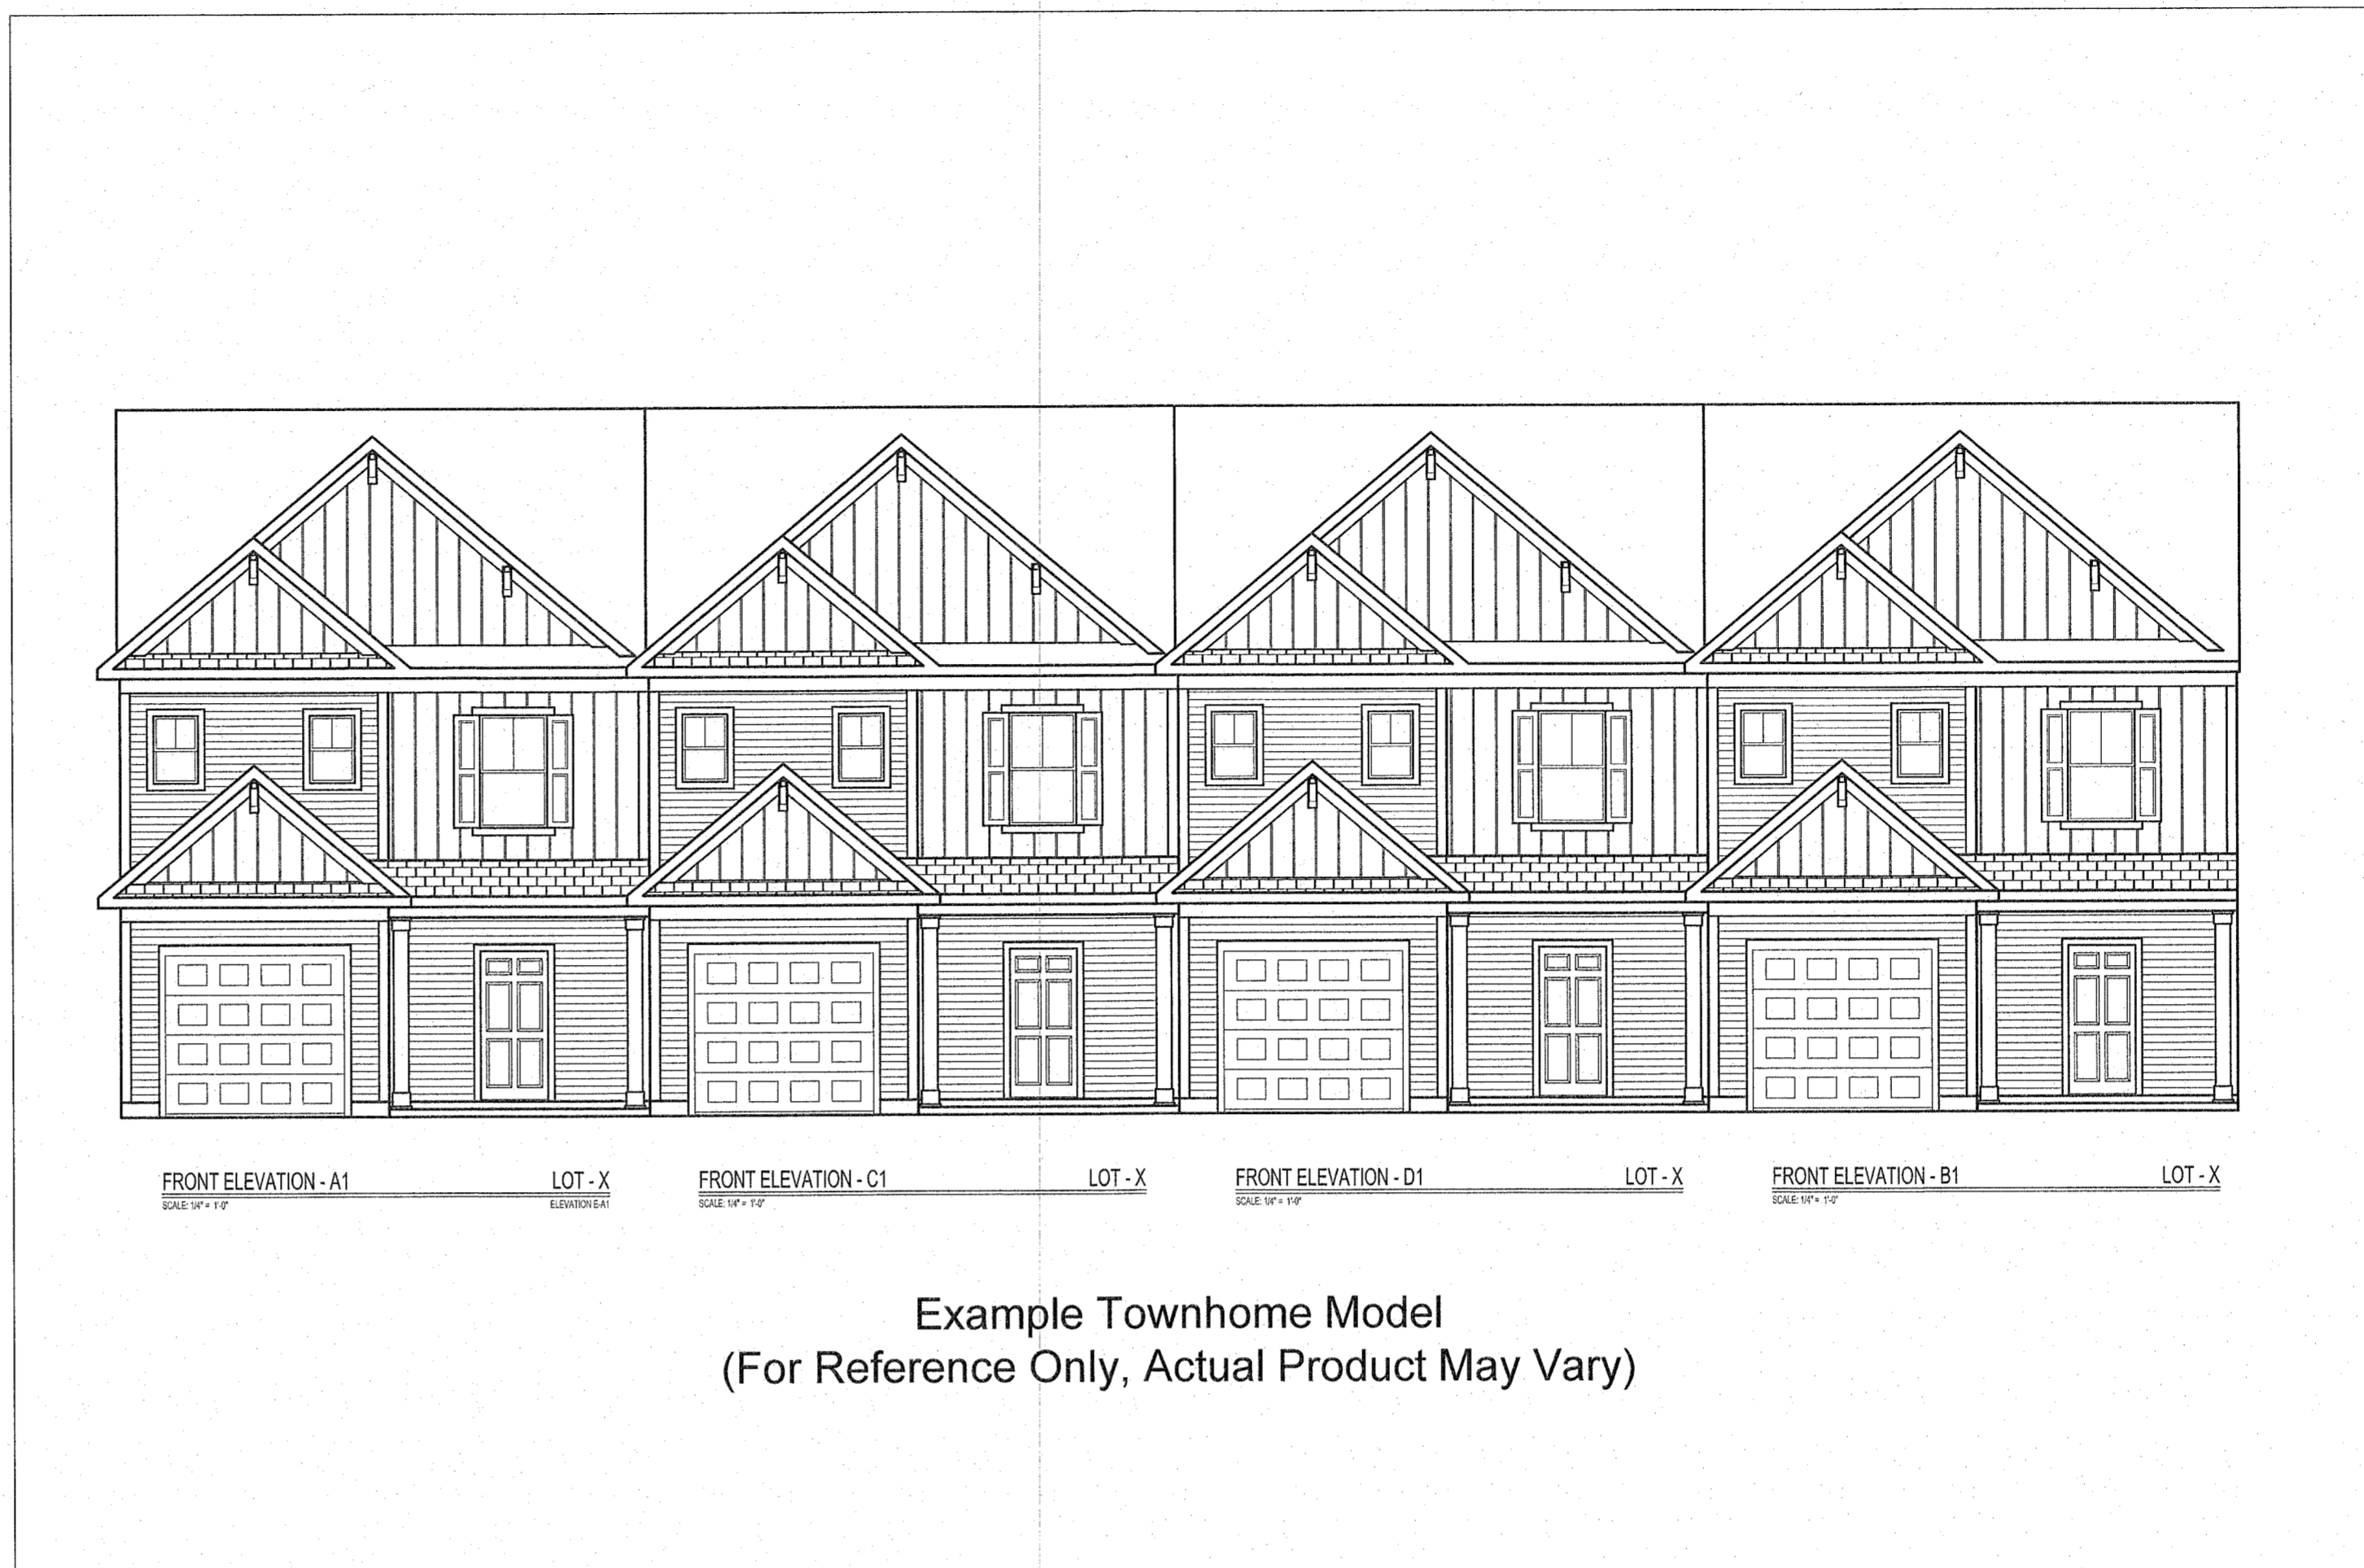 FRONT ELEVATION - A1 LOT - X
SCALE: 1/4" = 1'-0" ELEVATION E-A1
FRONT ELEVATION - C1 LOT - X
SCALE: 1/4" = 1'-0"
FRONT ELEVATION - D1 LOT - X
SCALE: 1/4" = 1'-0"
FRONT ELEVATION - B1 LOT - X
SCALE: 1/4" = 1'-0"
Example Townhome Model
(For Reference Only, Actual Product May Vary)